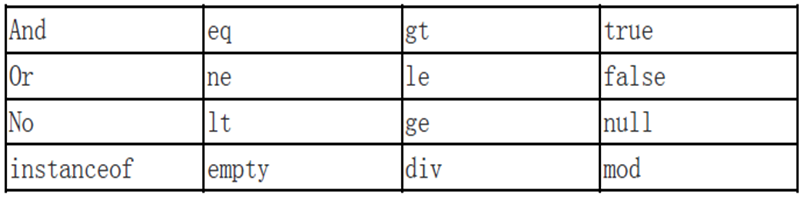 And eq gt true
Or ne le false
No lt ge null
instanceof empty div mod